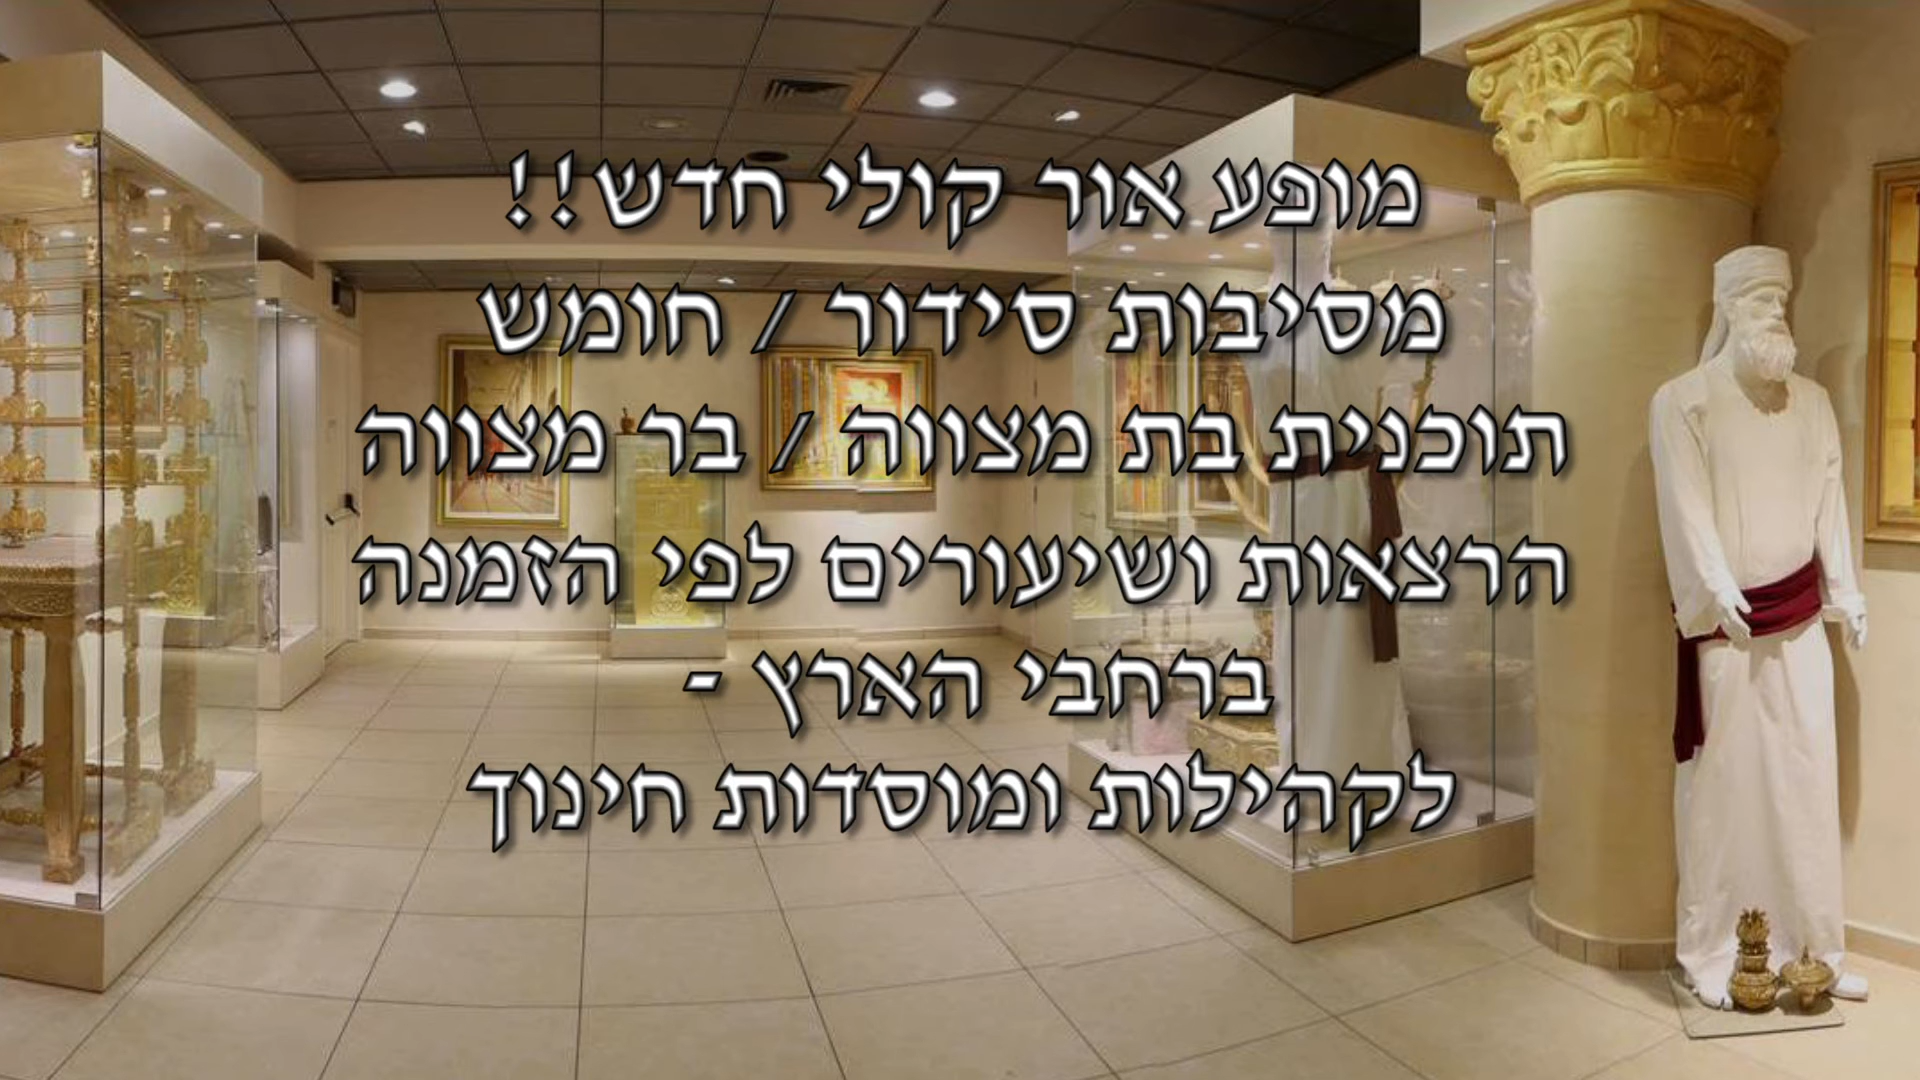 מופע אור קולי חדש!!
מסיבות סידור / חומש
תוכנית בת מצווה / בר מצווה
הרצאות ושיעורים לפי הזמנה
ברחבי הארץ -
לקהילות ומוסדות חינוך